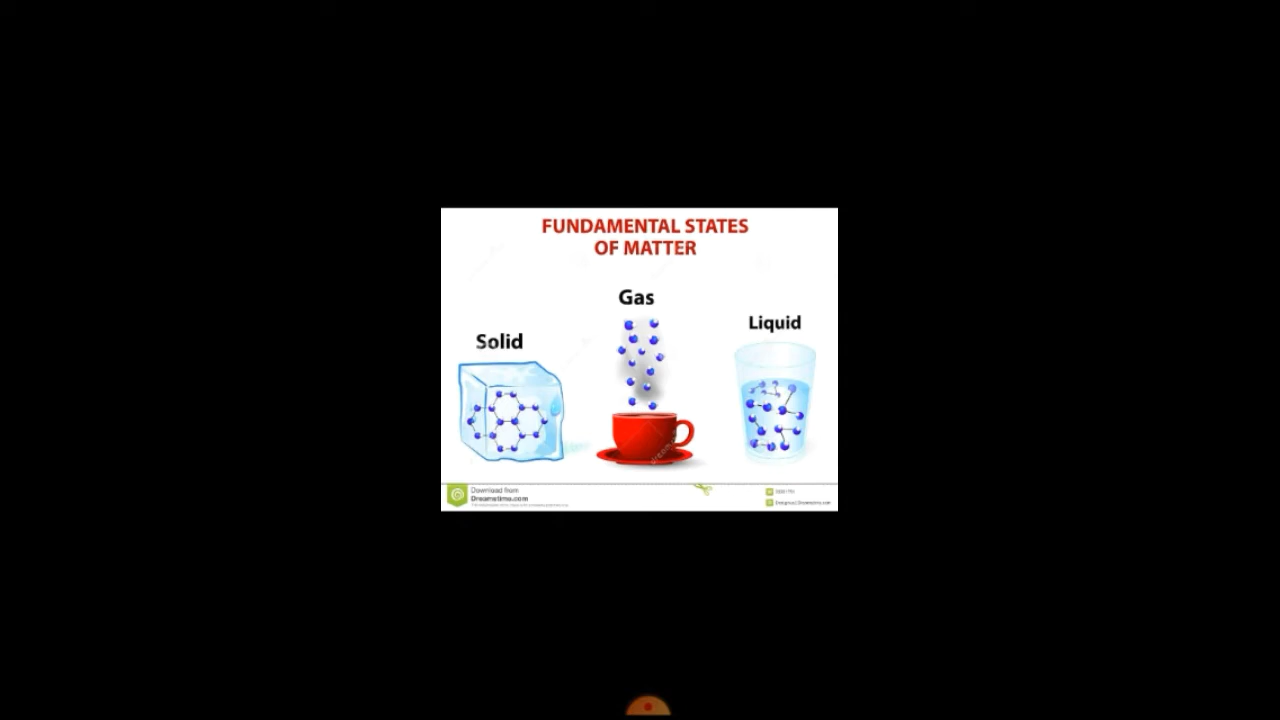 FUNDAMENTAL STATES
OF MATTER
Gas
Solid
Liquid
Download from
Dreamstime.com